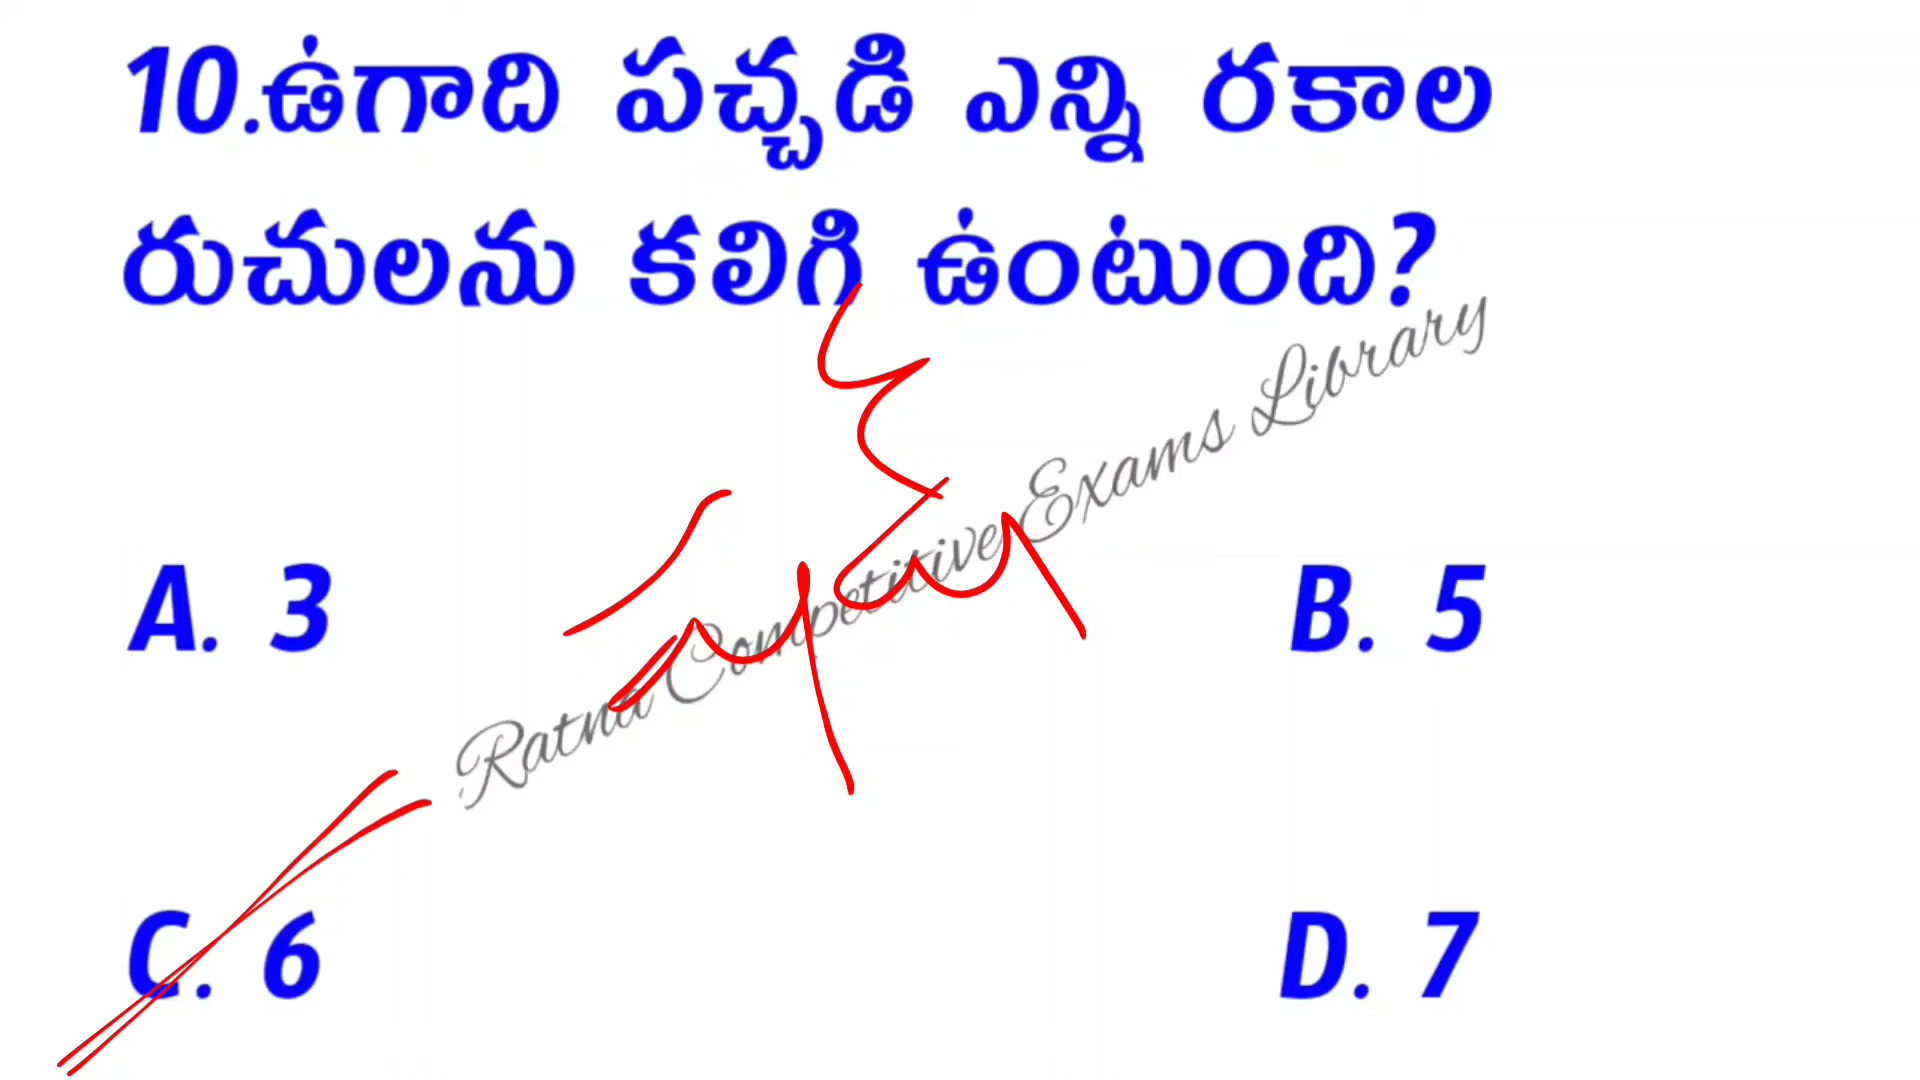 10.ఉగాది పచ్చడి ఎన్ని రకాల
రుచులను కలిగి ఉంటుంది?
A. 3
B. 5
C. 6
D. 7
Ratna Competitive Exams Library